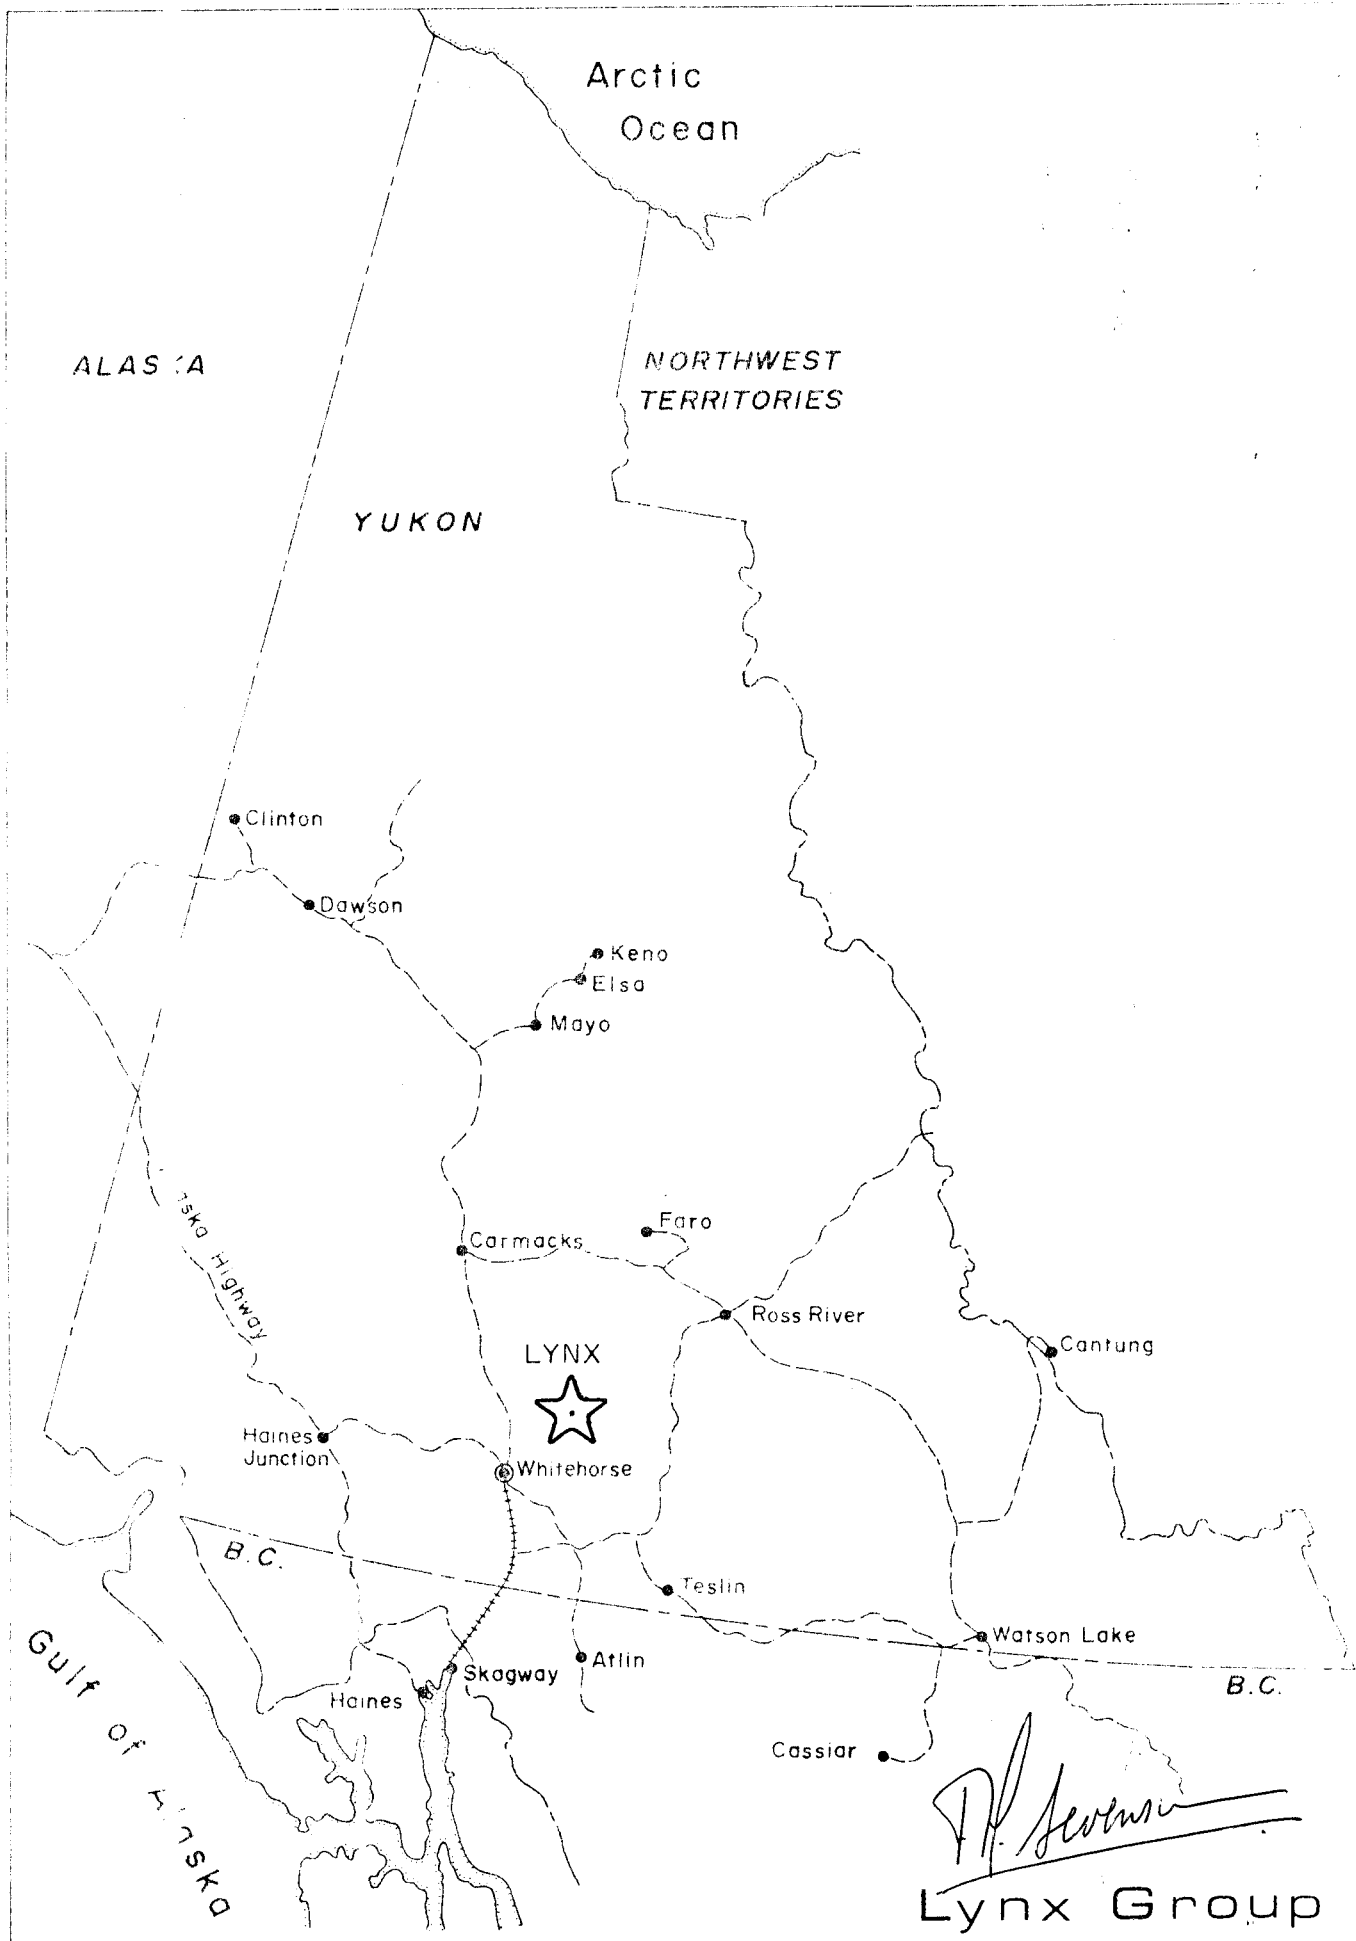 Arctic
Ocean
ALAS :A
NORTHWEST
TERRITORIES
YUKON
Clinton
Dawson
Keno
Elsa
Mayo
Faro
Carmacks
Highway
Ross River
Cantung
LYNX
Haines
Junction
Whitehorse
B.C.
Teslin
Watson Lake
Atlin
Skagway
B.C.
Haines
Gulf of
Cassiar
Lynx Group